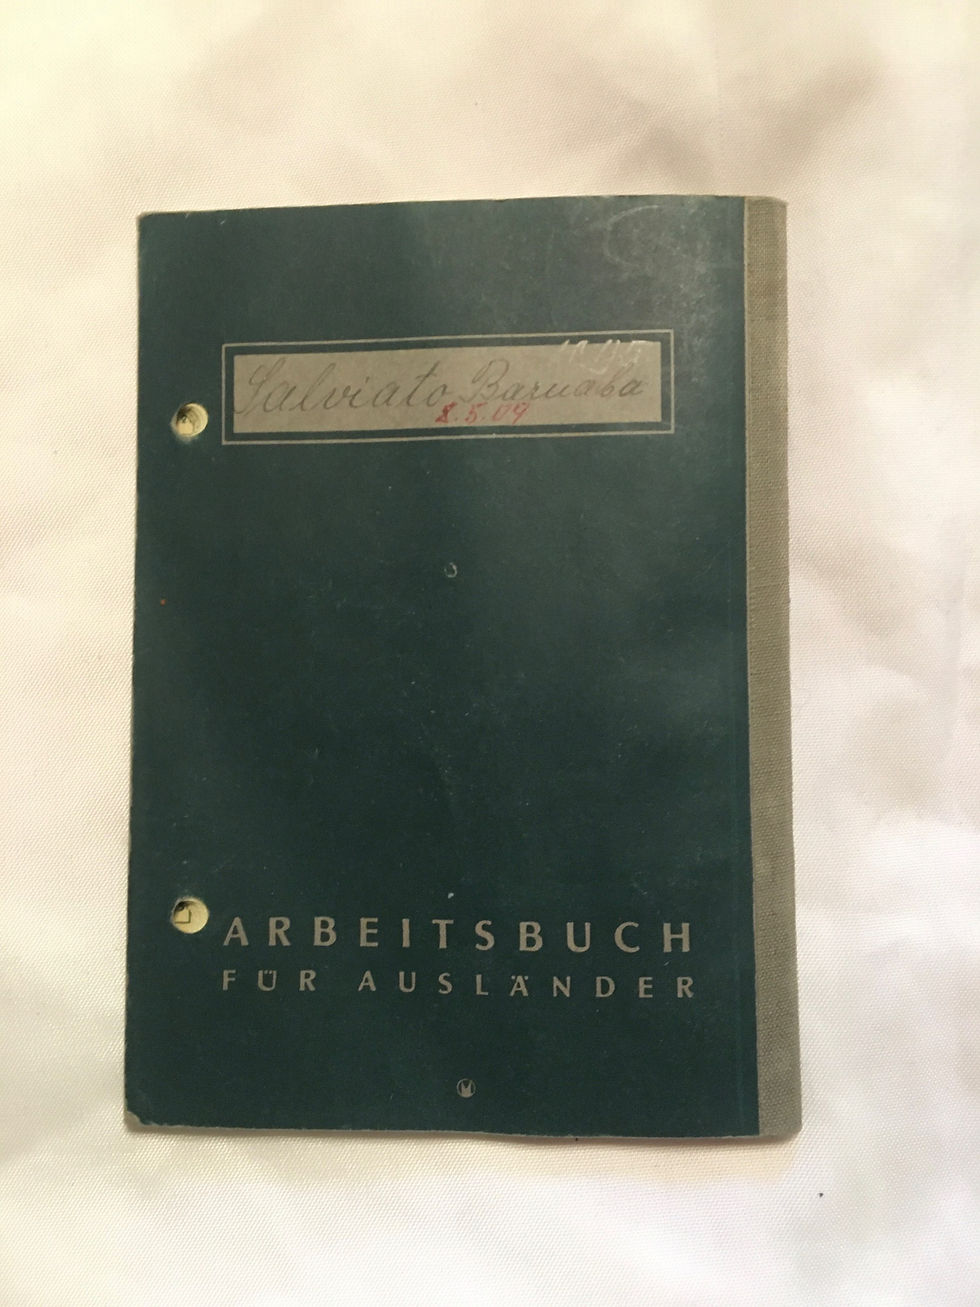 Salviato Barnaba
8.5.09
ARBEITSBUCH
FÜR AUSLÄNDER